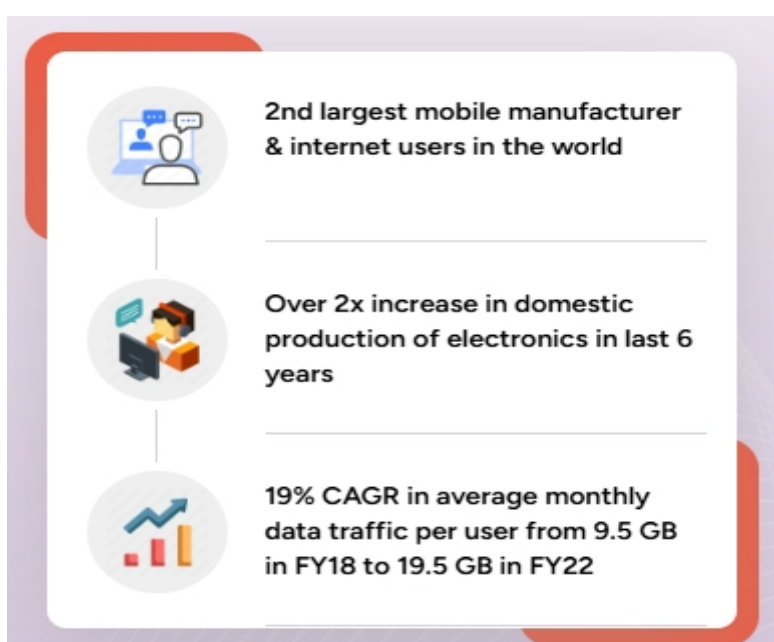 2nd largest mobile manufacturer
& internet users in the world
Over 2x increase in domestic
production of electronics in last 6
years
19% CAGR in average monthly
data traffic per user from 9.5 GB
in FY18 to 19.5 GB in FY22